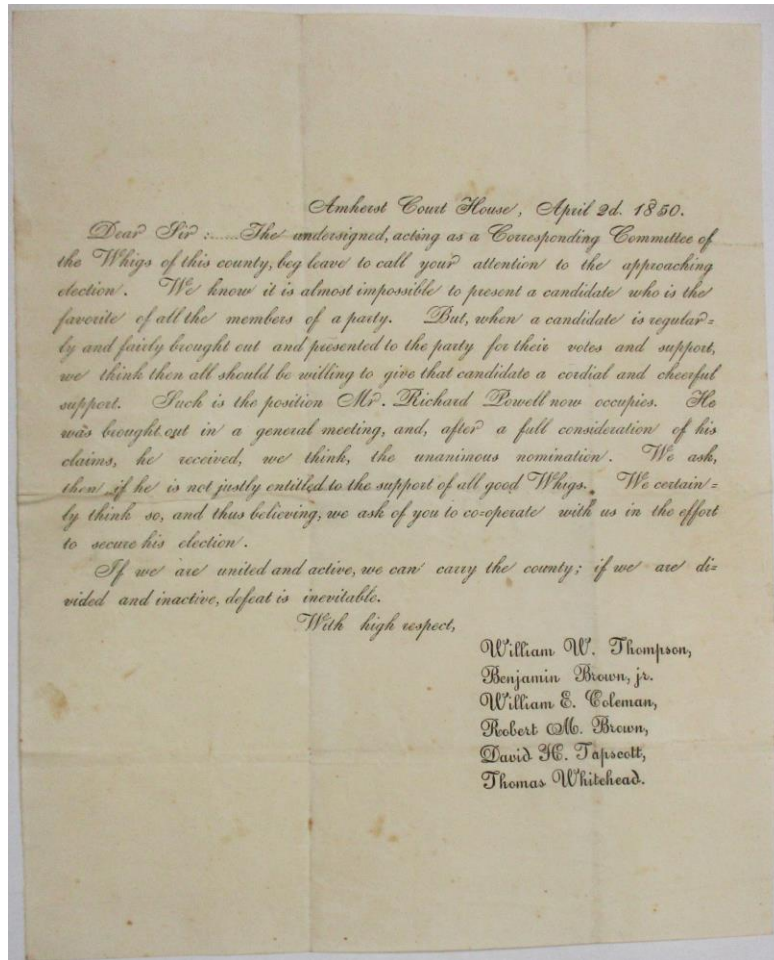 Amherst Court House, April 2d. 1850.
Dear Sir :......The undersigned, acting as a Corresponding Committee of
the Whigs of this county, beg leave to call your attention to the approaching
election. We know it is almost impossible to present a candidate who is the
favorite of all the members of a party. But, when a candidate is regular=
ly and fairly brought out and presented to the party for their votes and support,
we think then all should be willing to give that candidate a cordial and cheerful
support. Such is the position Mr. Richard Powell now occupies. He
was brought out in a general meeting, and, after a full consideration of his
claims, he received, we think, the unanimous nomination. We ask,
then if he is not justly entitled to the support of all good Whigs. We certain=
ly think so, and thus believing, we ask of you to co-operate with us in the effort
to secure his election.
If we are united and active, we can carry the county; if we are di=
vided and inactive, defeat is inevitable.
With high respect,
William W. Thompson,
Benjamin Brown, jr.
William E. Coleman,
Robert M. Brown,
David H. Tapscott,
Thomas Whitehead.